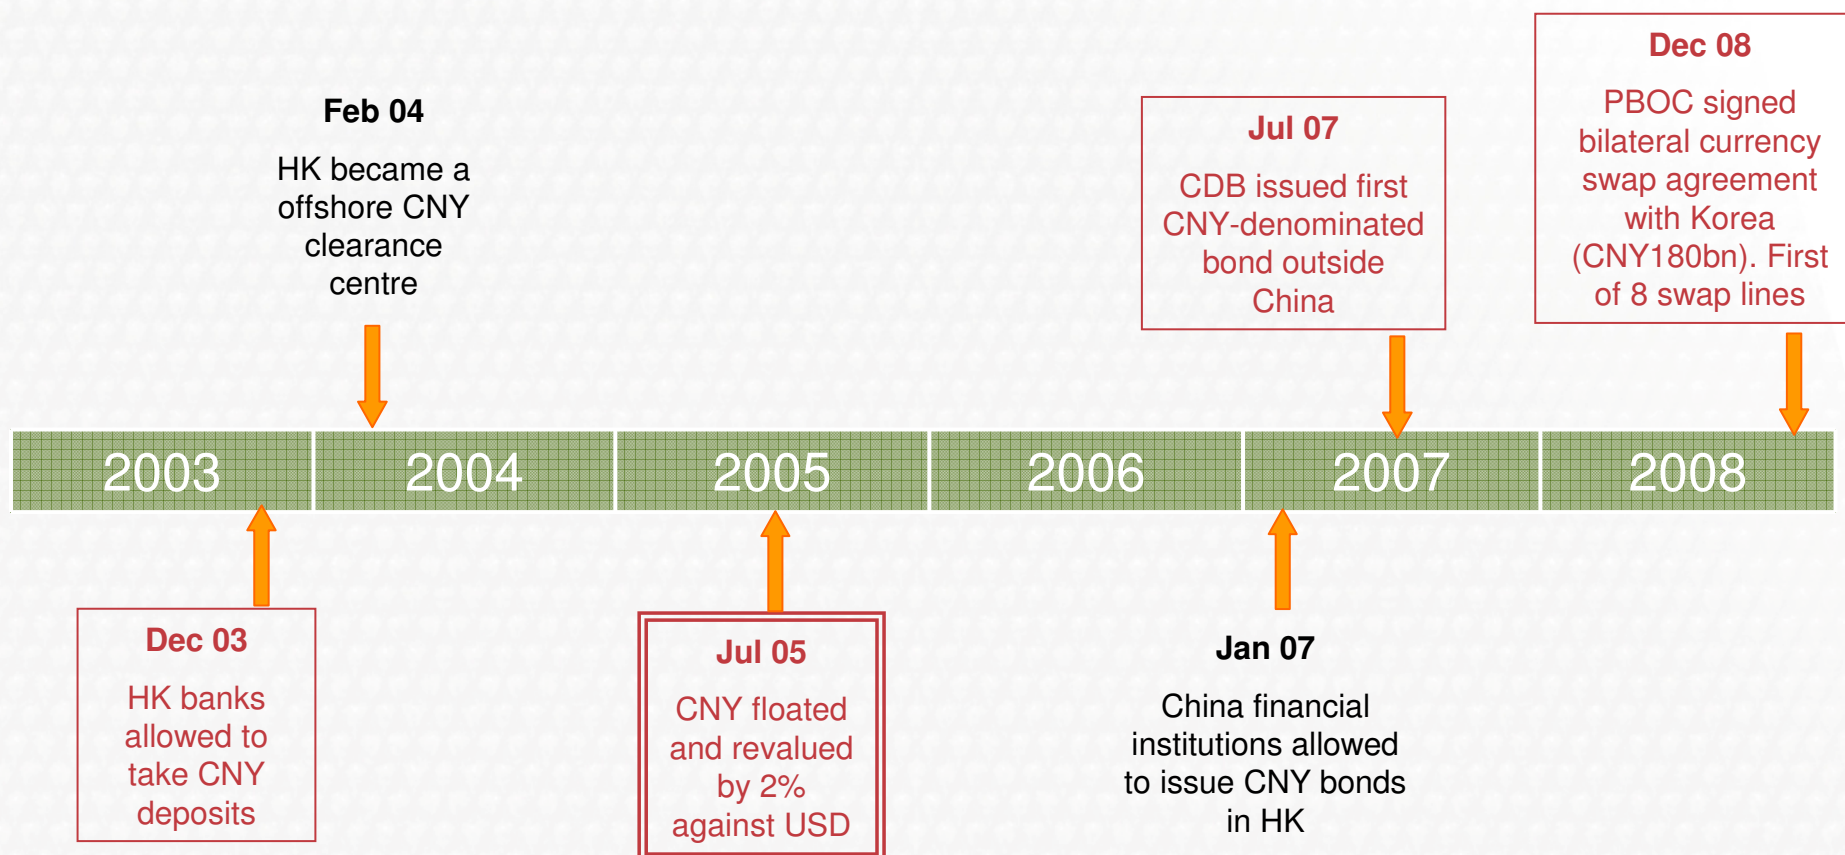 Feb 04
HK became a
offshore CNY
clearance
centre
Jul 07
CDB issued first
CNY-denominated
bond outside
China
Dec 08
PBOC signed
bilateral currency
swap agreement
with Korea
(CNY180bn). First
of 8 swap lines
2003
2004
2005
2006
2007
2008
Dec 03
HK banks
allowed to
take CNY
deposits
Jul 05
CNY floated
and revalued
by 2%
against USD
Jan 07
China financial
institutions allowed
to issue CNY bonds
in HK